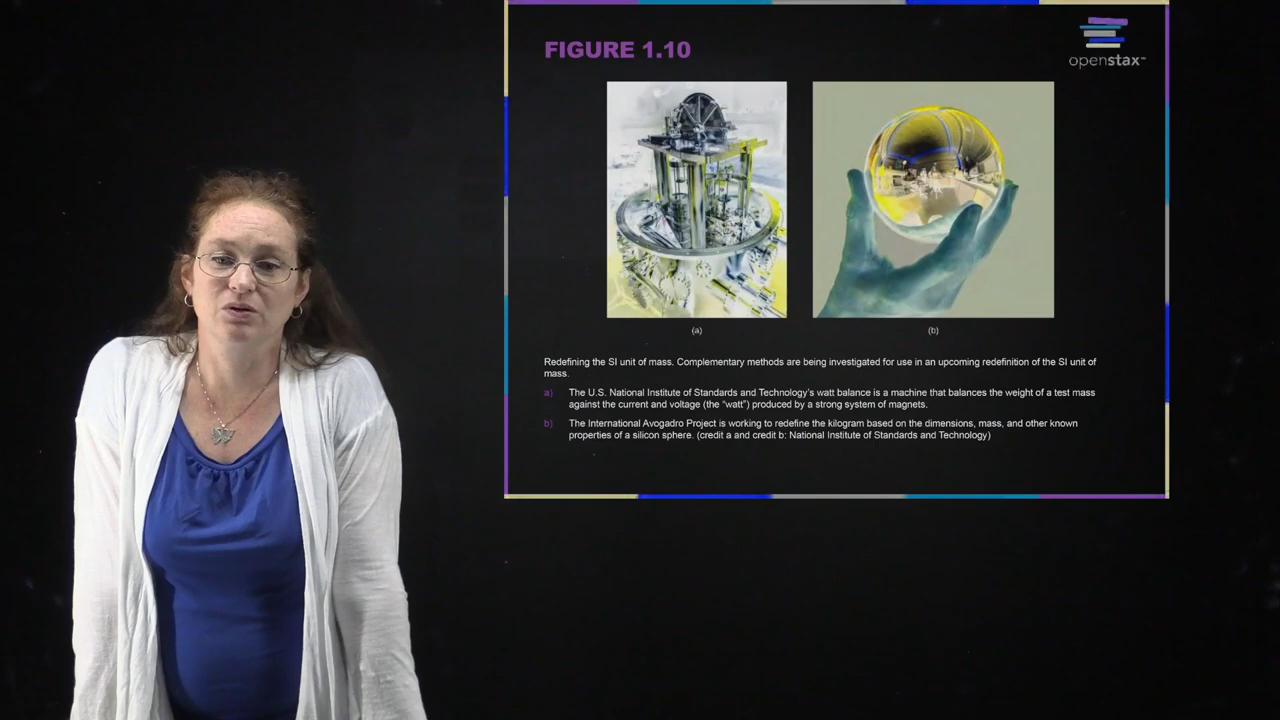 FIGURE 1.10
openstax™
(a)
(b)
Redefining the SI unit of mass. Complementary methods are being investigated for use in an upcoming redefinition of the SI unit of
mass.
a) The U.S. National Institute of Standards and Technology's watt balance is a machine that balances the weight of a test mass
against the current and voltage (the "watt") produced by a strong system of magnets.
b) The International Avogadro Project is working to redefine the kilogram based on the dimensions, mass, and other known
properties of a silicon sphere. (credit a and credit b: National Institute of Standards and Technology)